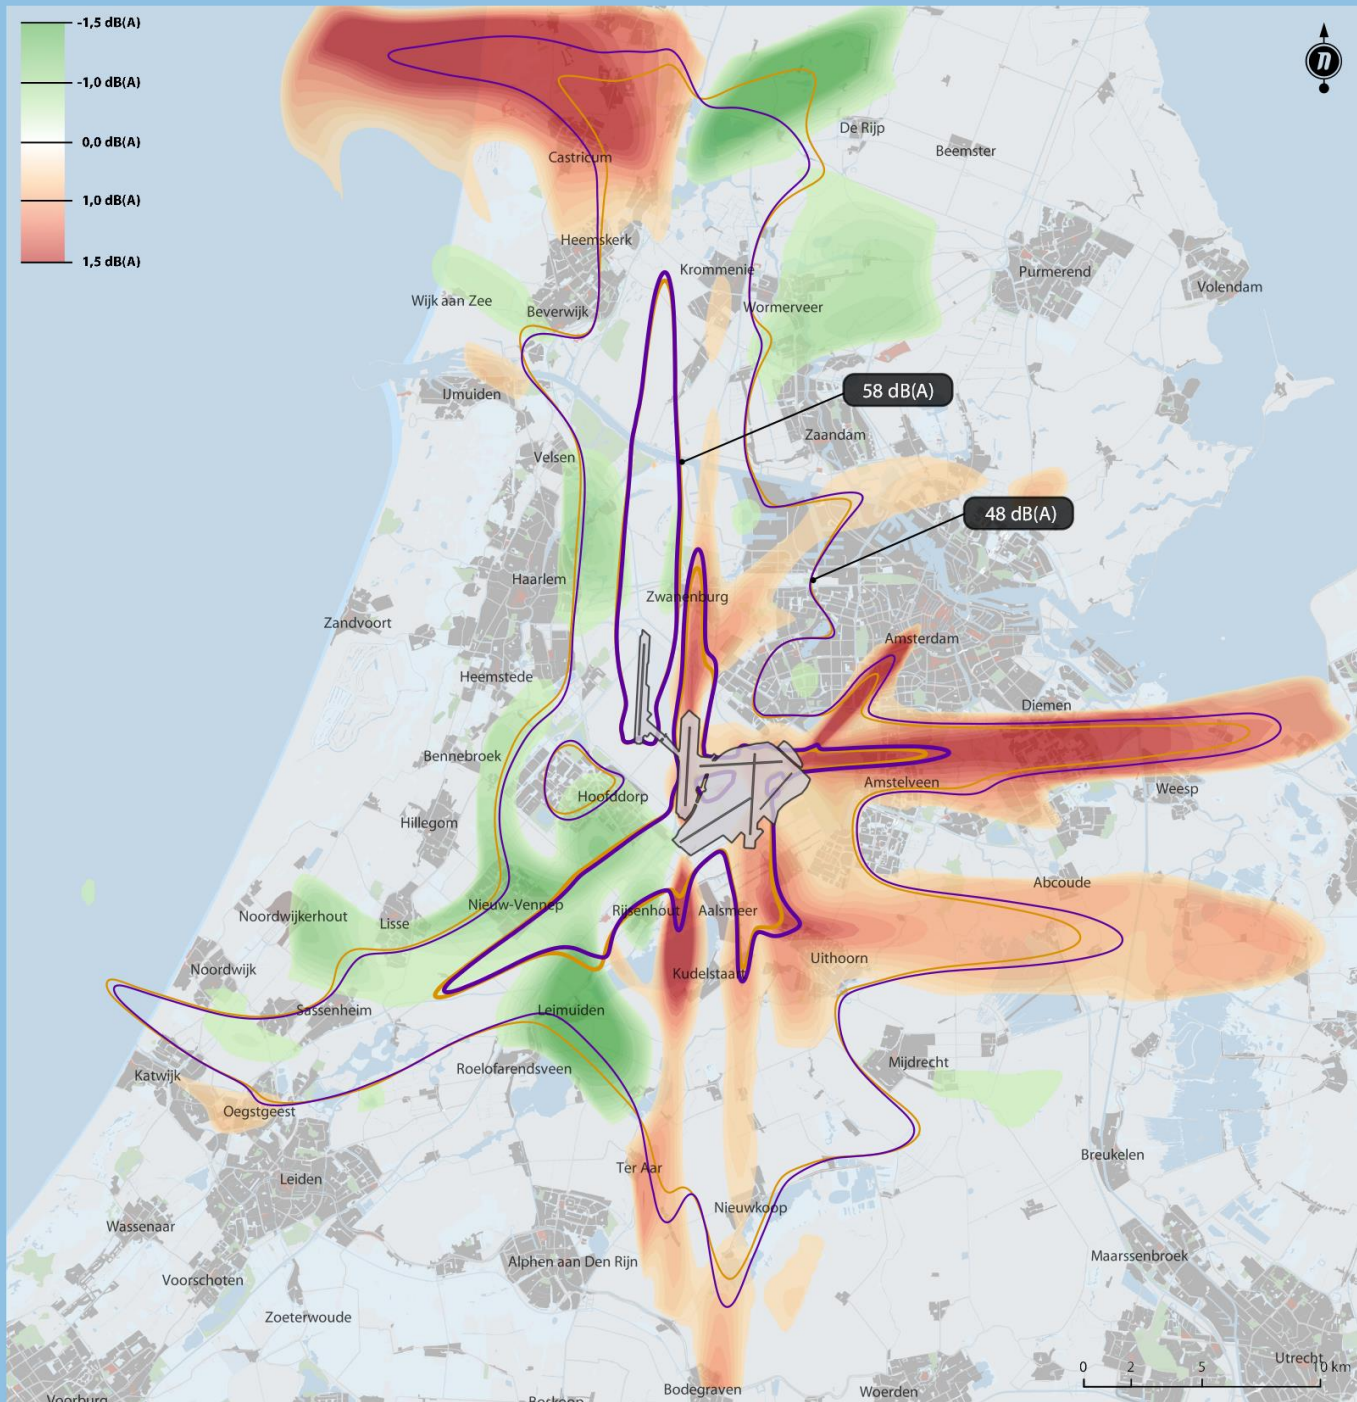 -1,5 dB(A)
-1,0 dB(A)
0,0 dB(A)
1,0 dB(A)
1,5 dB(A)
n
De Rijp
Beemster
Castricum
Heemskerk
Krommenie
Purmerend
Volendam
Wijk aan Zee
Beverwijk
Wormerveer
58 dB(A)
IJmuiden
Zaandam
Velsen
48 dB(A)
Haarlem
Zwanenburg
Zandvoort
Amsterdam
Heemstede
Diemen
Bennebroek
Amstelveen
Weesp
Hoofddorp
Hillegom
Abcoude
Nieuw-Vennep
Rijsenhout
Aalsmeer
Noordwijkerhout
Lisse
Uithoorn
Noordwijk
Kudelstaart
Sassenheim
Leimuiden
Mijdrecht
Roelofarendsveen
Katwijk
Oegstgeest
Breukelen
Ter Aar
Leiden
Nieuwkoop
Wassenaar
Maarssenbroek
Alphen aan Den Rijn
Voorschoten
Zoeterwoude
Utrecht
0 2 5 10 km
Bodegraven
Woerden
Voorburg
Boskoop